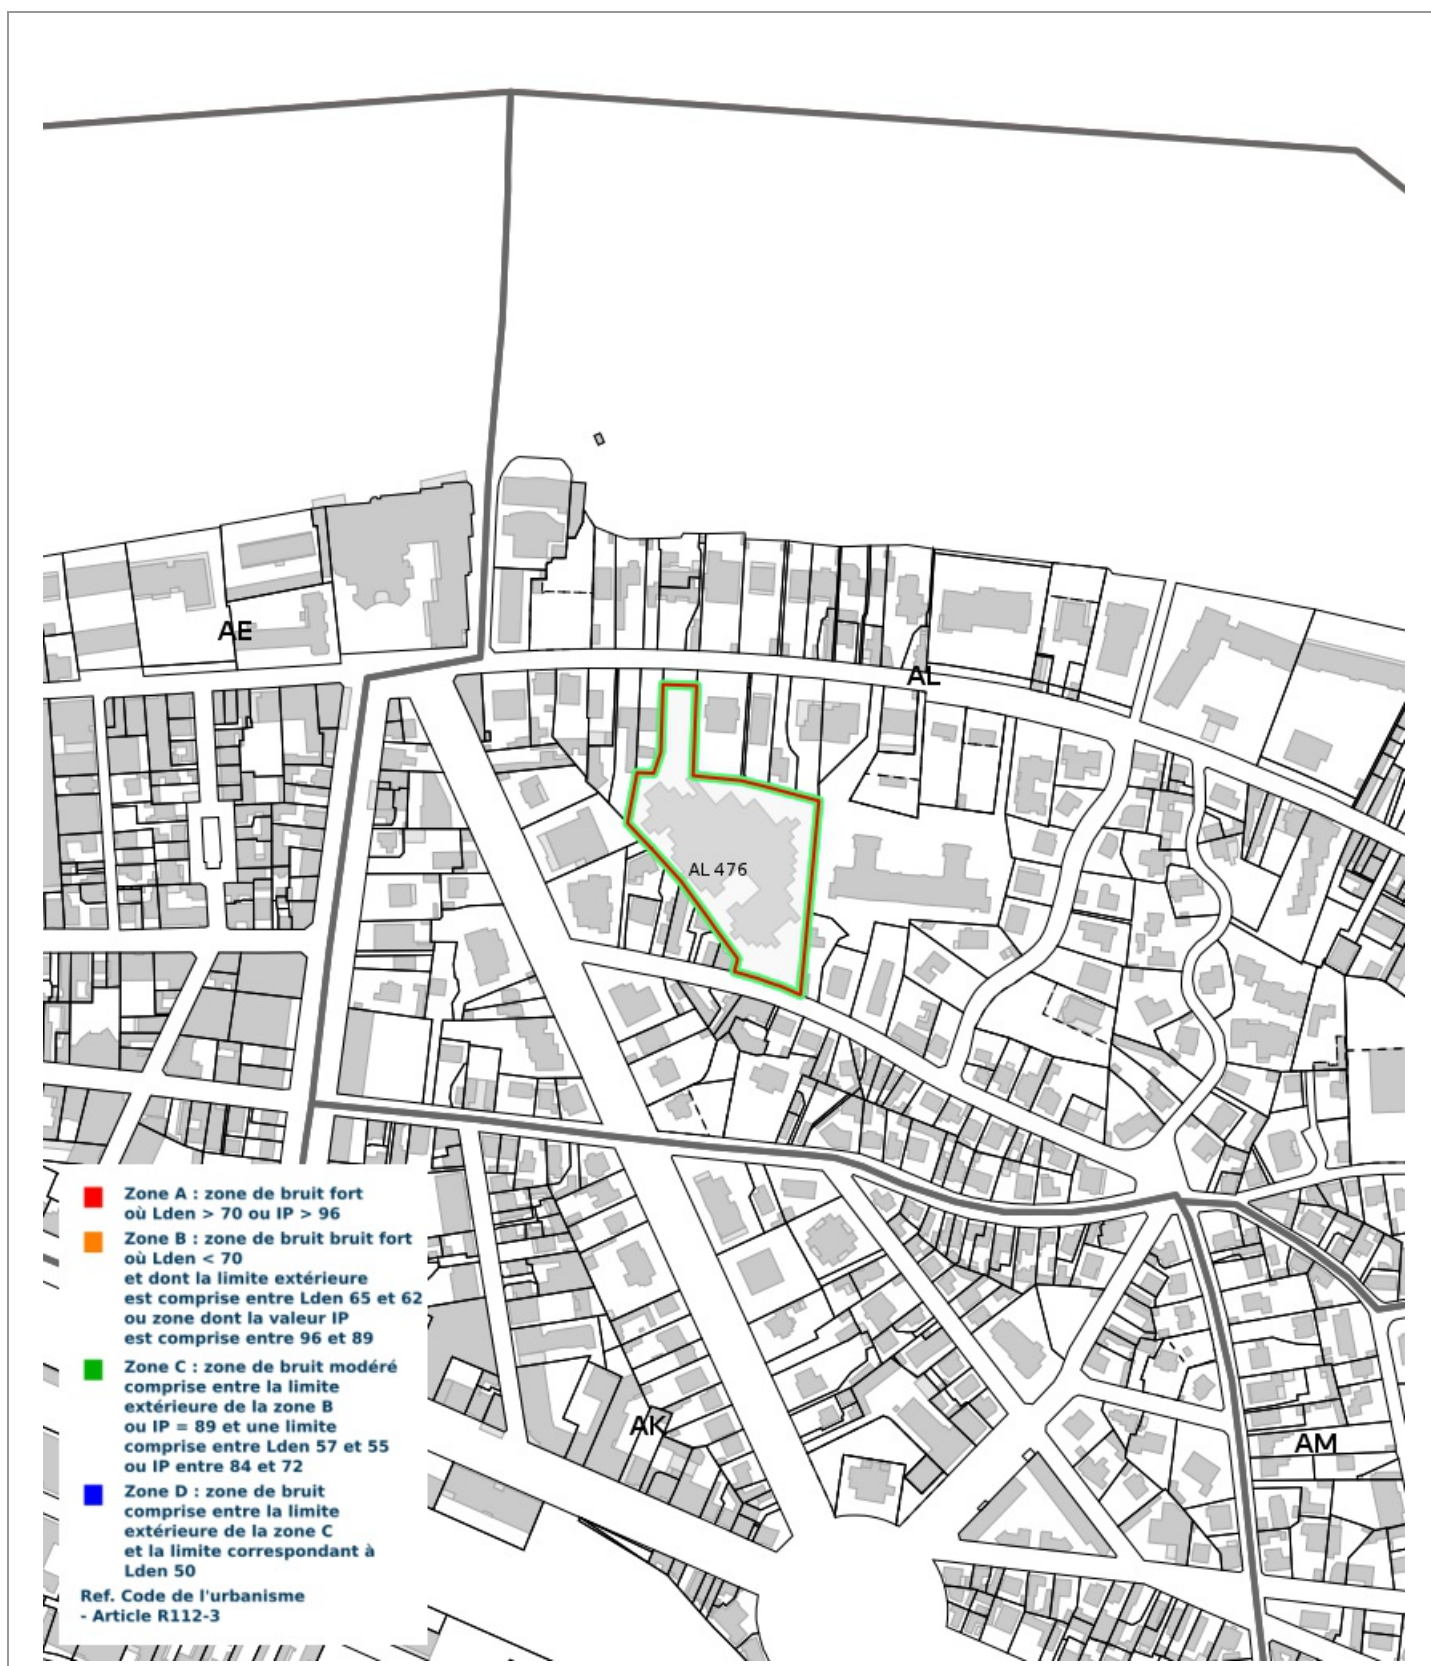 AE
AL
AL 476
Zone A : zone de bruit fort
où Lden > 70 ou IP > 96
Zone B : zone de bruit bruit fort
où Lden < 70
et dont la limite extérieure
est comprise entre Lden 65 et 62
ou zone dont la valeur IP
est comprise entre 96 et 89
Zone C : zone de bruit modéré
comprise entre la limite
extérieure de la zone B
ou IP = 89 et une limite
comprise entre Lden 57 et 55
ou IP entre 84 et 72
Zone D : zone de bruit
comprise entre la limite
extérieure de la zone C
et la limite correspondant à
Lden 50
Ref. Code de l'urbanisme
- Article R112-3
AK
AM